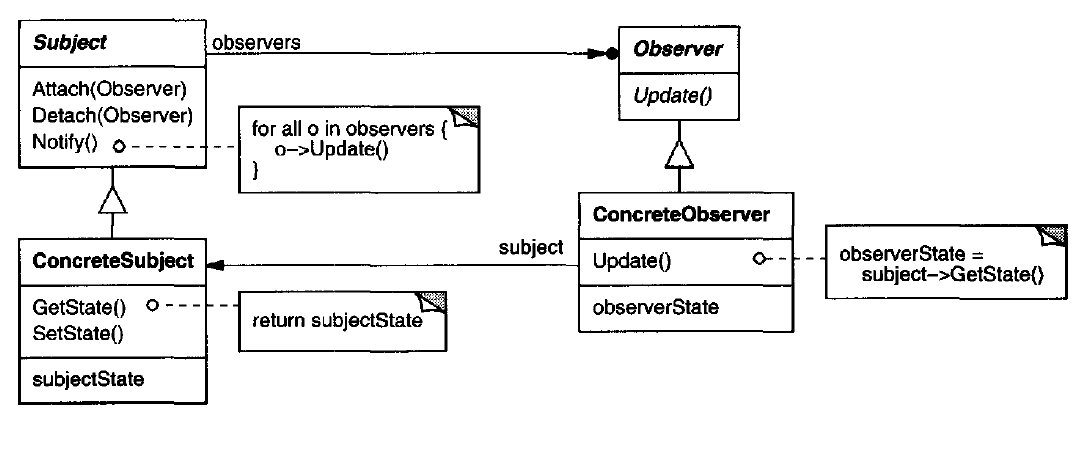 Subject
observers
Observer
Attach(Observer)
Detach(Observer)
Notify()
for all o in observers {
o->Update()
}
Update()
ConcreteSubject
GetState()
SetState()
subjectState
return subjectState
subject
ConcreteObserver
Update()
observerState
observerState =
subject->GetState()